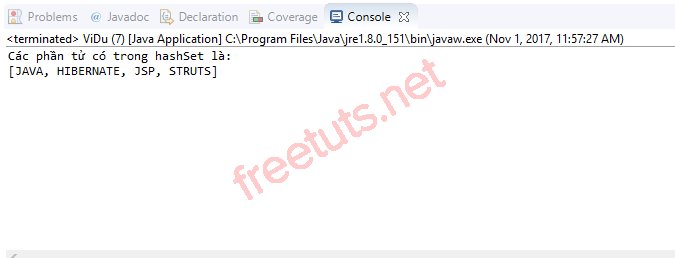 Problems @ Javadoc Declaration Coverage Console
<terminated> ViDu (7) [Java Application] C:\Program Files\Java\jre1.8.0_151\bin\javaw.exe (Nov 1, 2017, 11:57:27 AM)
Các phần tử có trong hashSet là:
[JAVA, HIBERNATE, JSP, STRUTS]
freetuts.net